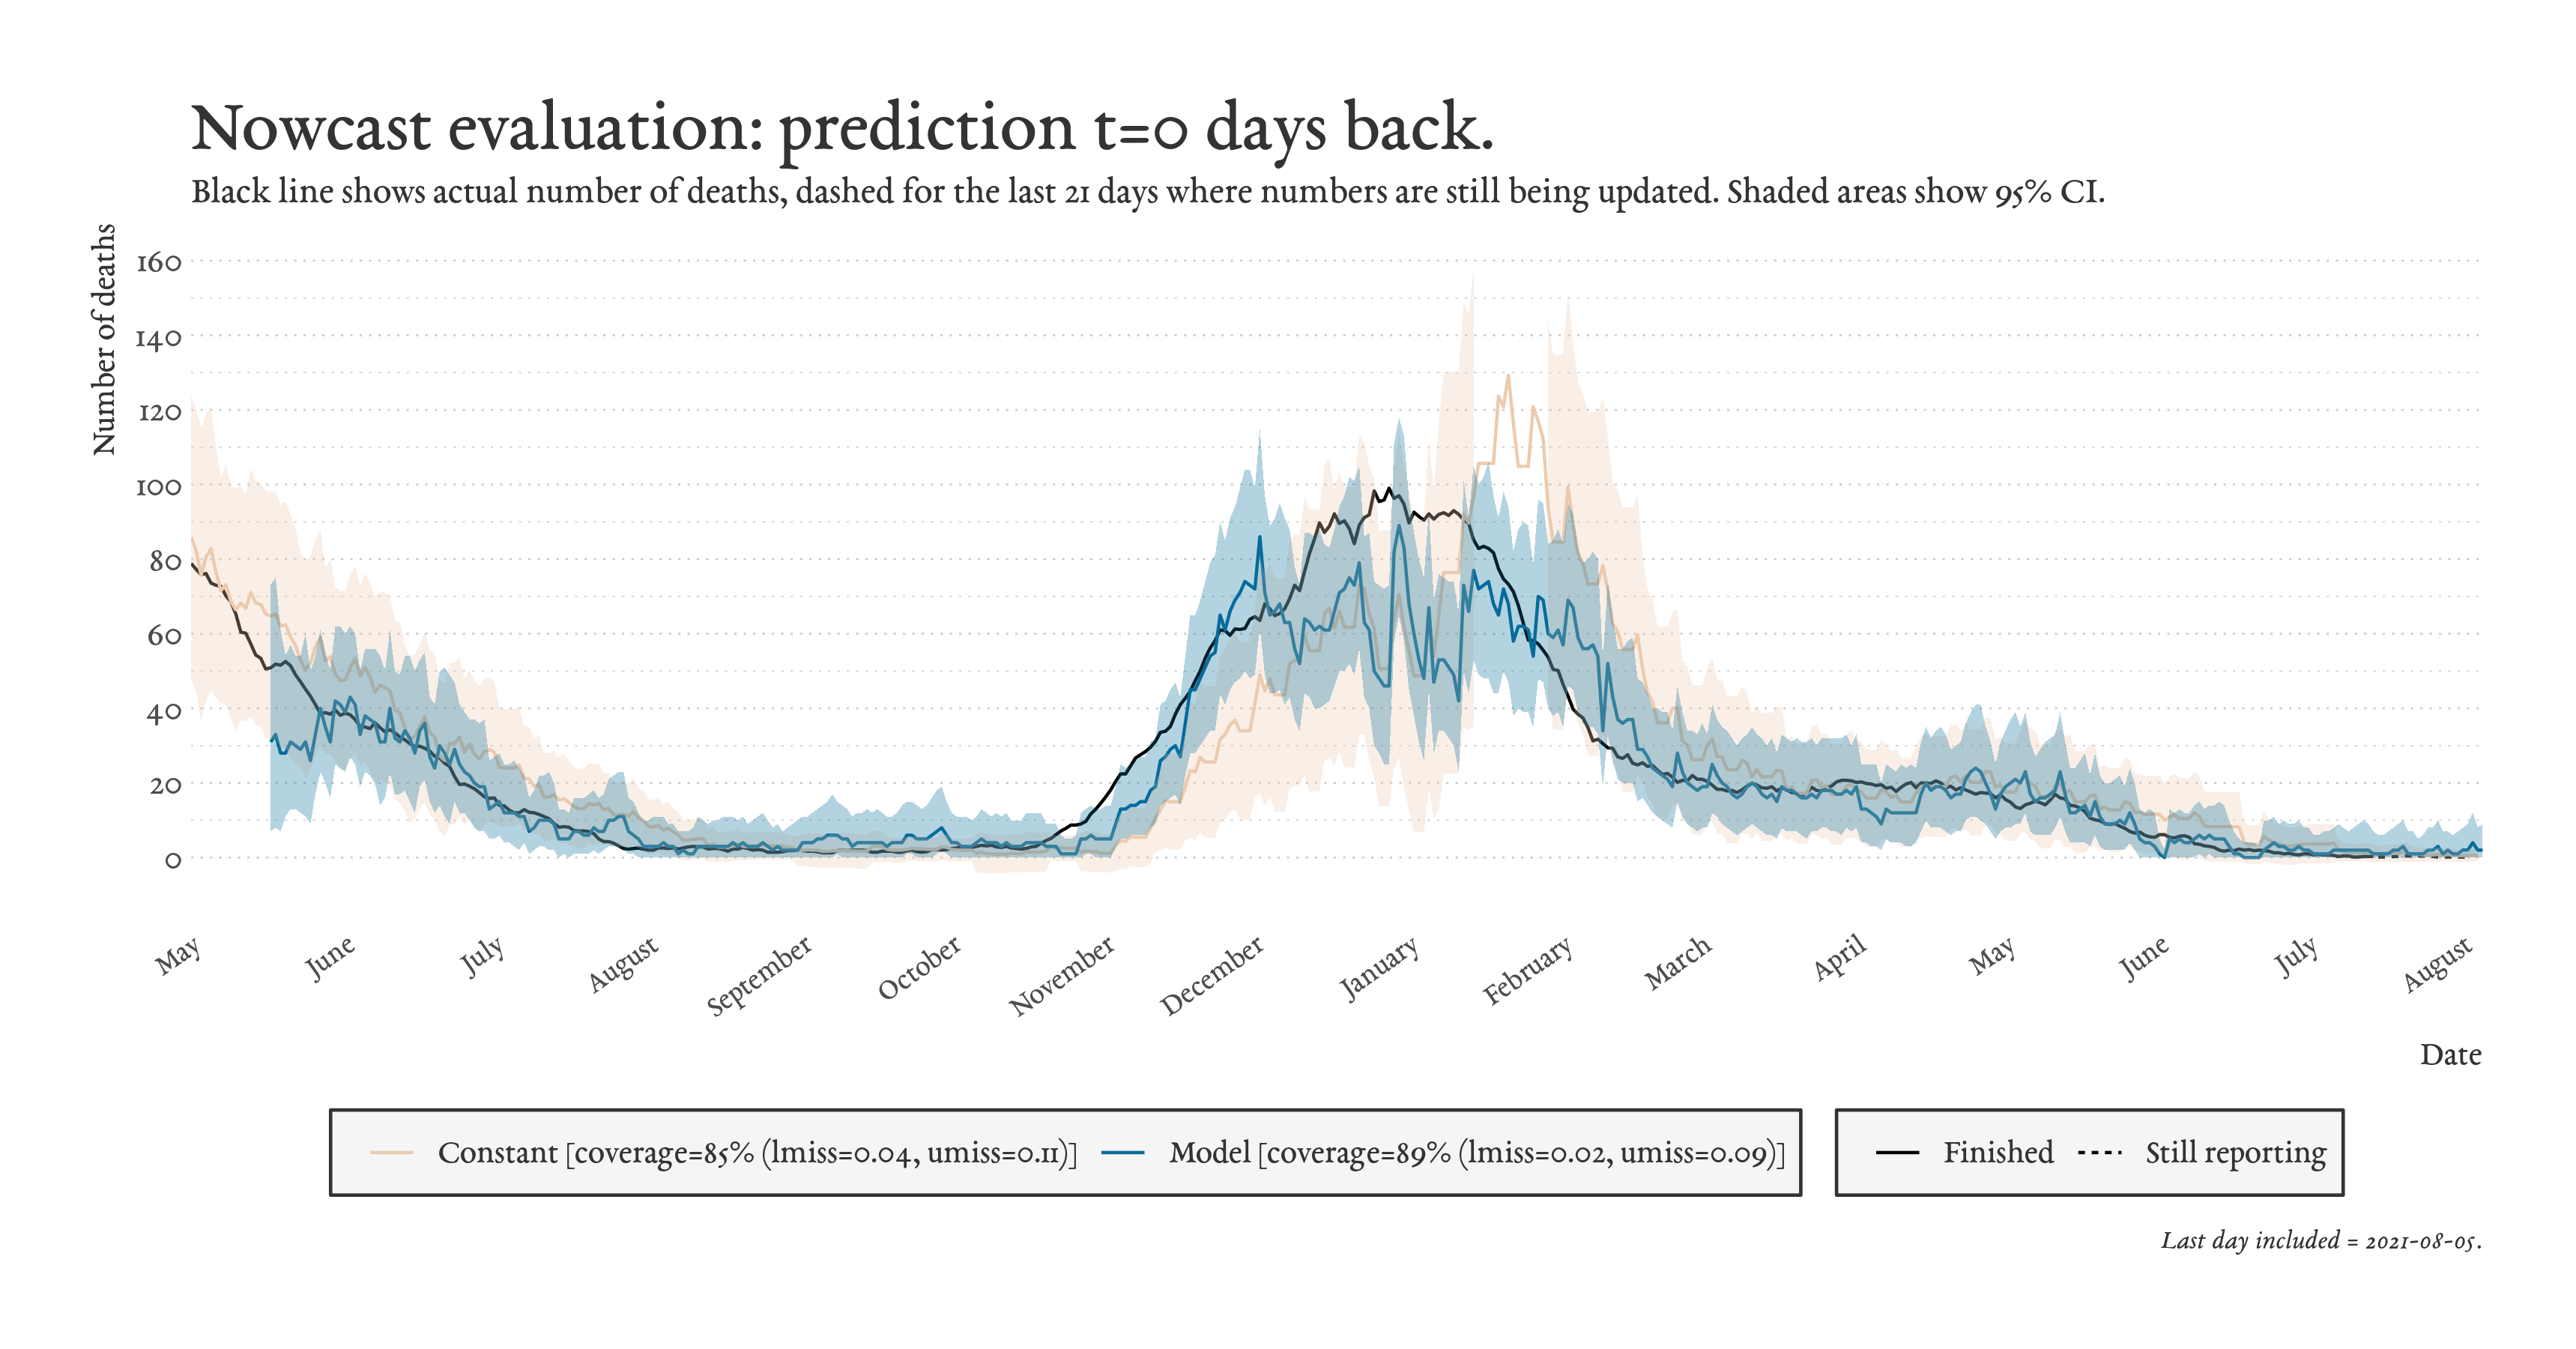 Nowcast evaluation: prediction t=0 days back.
Black line shows actual number of deaths, dashed for the last 21 days where numbers are still being updated. Shaded areas show 95% CI.
Number of deaths
160
140
120
100
80
60
40
20
0
May
June
July
August
September
October
November
December
January
February
March
April
May
June
July
August
Date
Constant [coverage=85% (lmiss=0.04, umiss=0.11)]
Model [coverage=89% (lmiss=0.02, umiss=0.09)]
Finished
Still reporting
Last day included = 2021-08-05.